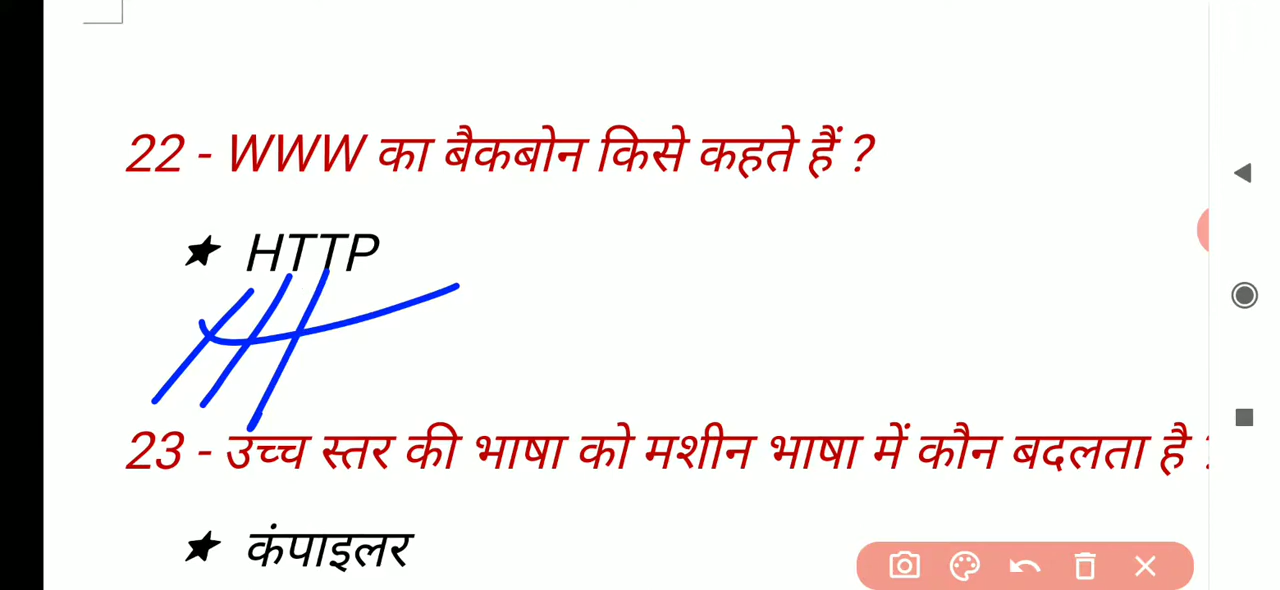 22 - WWW का बैकबोन किसे कहते हैं ?
★ HTTP
23 - उच्च स्तर की भाषा को मशीन भाषा में कौन बदलता है ?
★ कंपाइलर